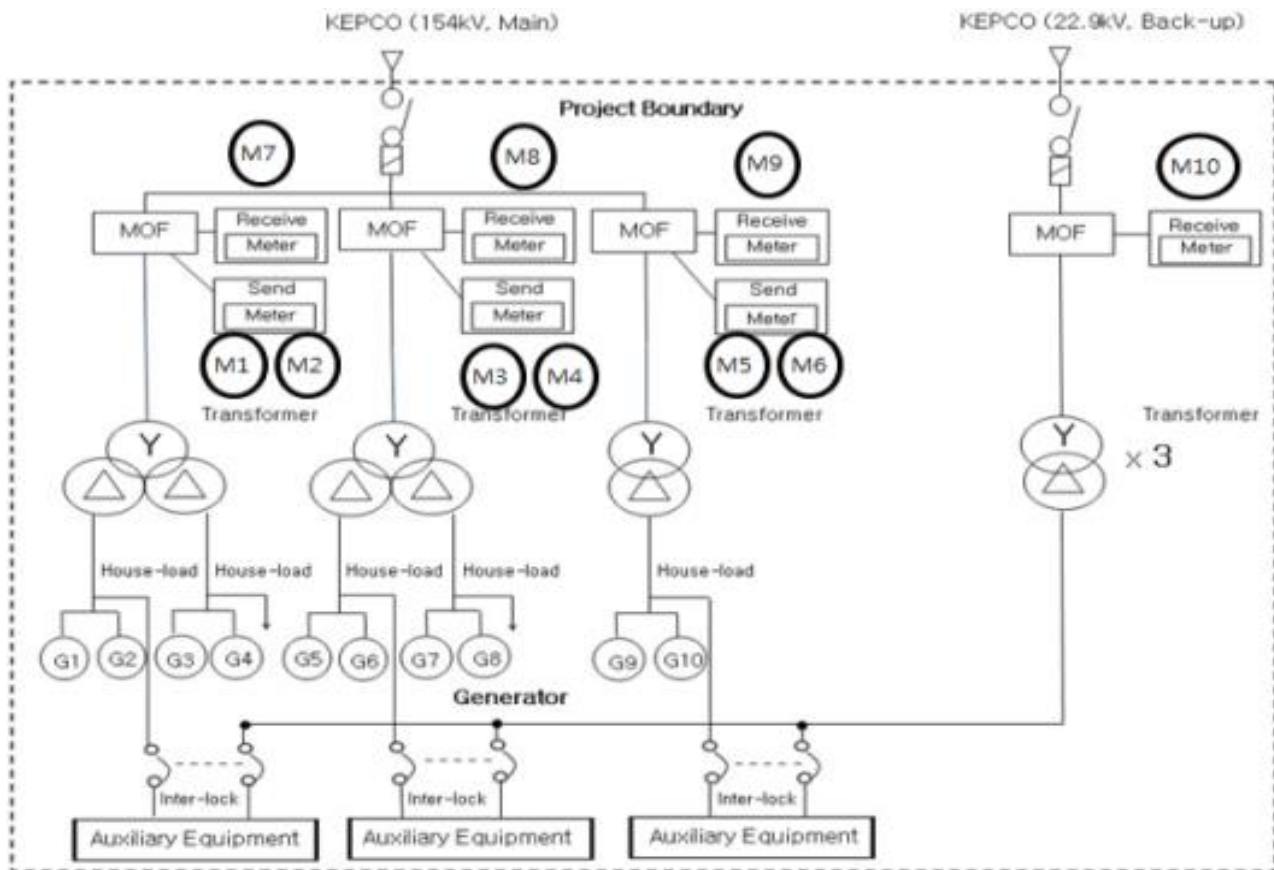 KEPCO (154kV, Main)
KEPCO (22.9kV, Back-up)
Project Boundary
M7
M8
M9
M10
MOF
Receive
Meter
MOF
Receive
Meter
MOF
Receive
Meter
MOF
Receive
Meter
Send
Meter
Send
Meter
Send
Meter
M1
M2
M3
M4
M5
M6
Transformer
Transformer
Transformer
Transformer
Y
Y
Y
Y
x 3
House-load
House-load
House-load
House-load
House-load
G1
G2
G3
G4
G5
G6
G7
G8
G9
G10
Generator
Inter-lock
Inter-lock
Inter-lock
Auxiliary Equipment
Auxiliary Equipment
Auxiliary Equipment